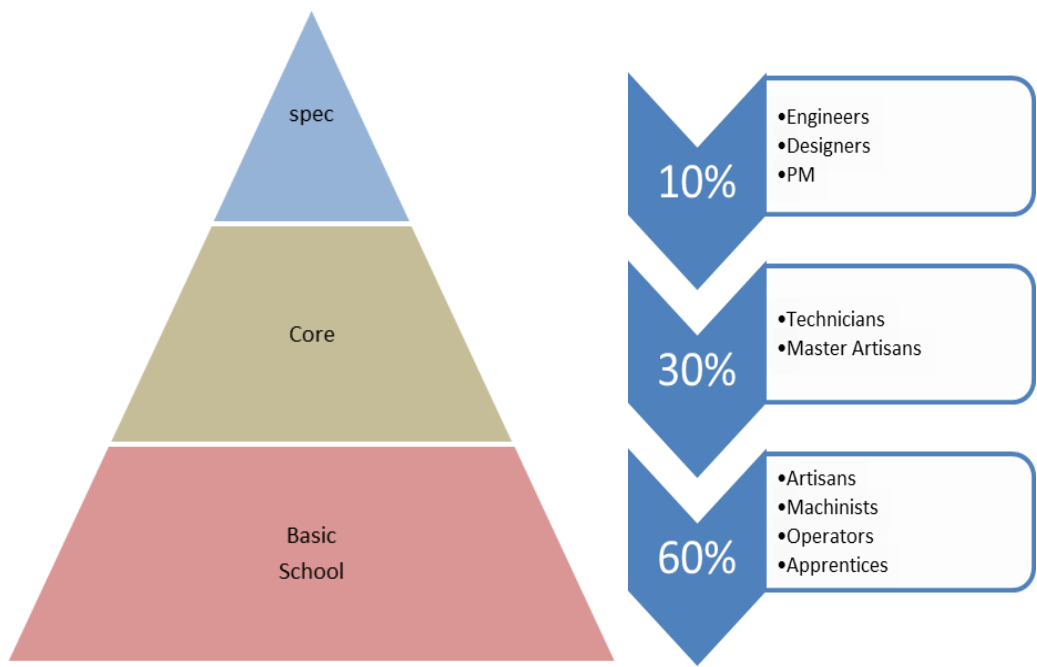 spec
Core
Basic
School
10%
•Engineers
•Designers
•PM
30%
•Technicians
•Master Artisans
60%
•Artisans
•Machinists
•Operators
•Apprentices